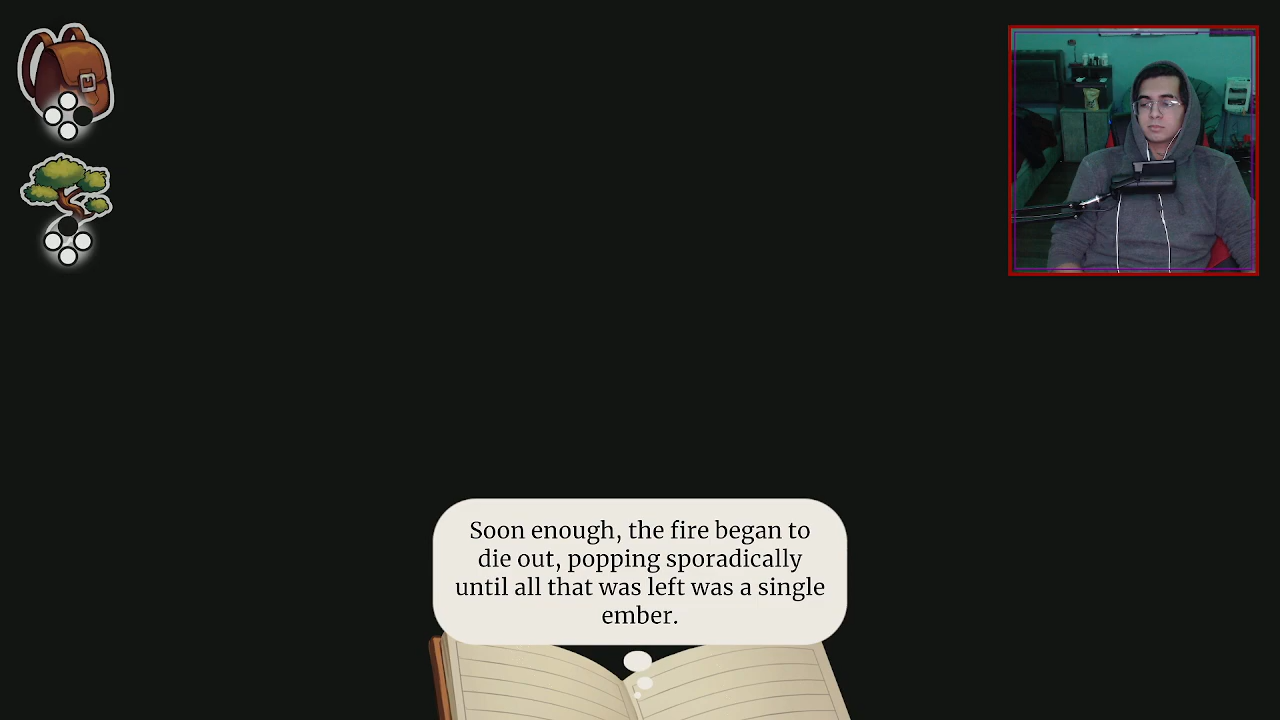 Soon enough, the fire began to
die out, popping sporadically
until all that was left was a single
ember.